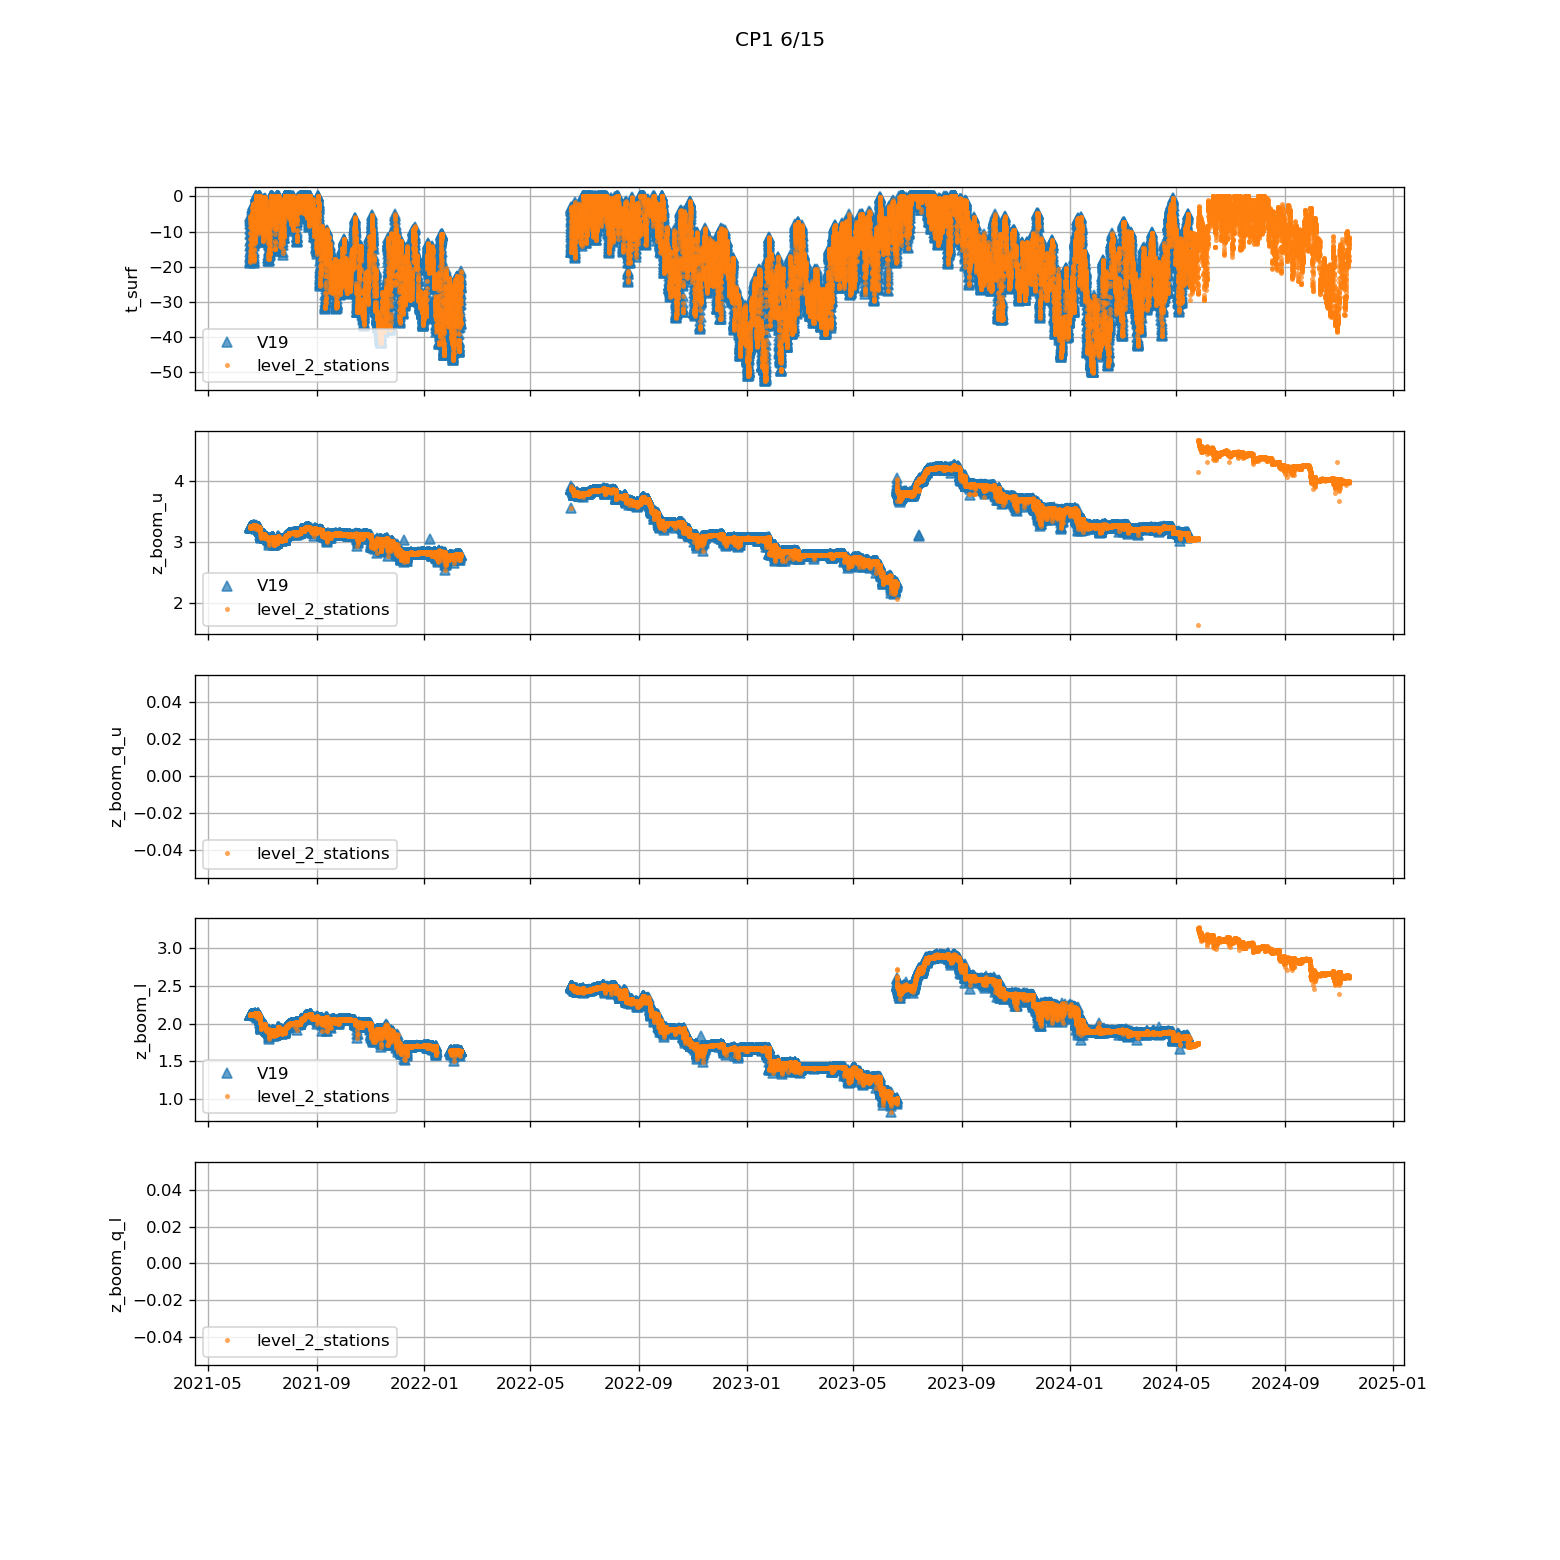 CP1 6/15
t_surf
0
−10
−20
−30
−40
−50
V19
level_2_stations
z_boom_u
4
3
2
V19
level_2_stations
z_boom_q_u
0.04
0.02
0.00
−0.02
−0.04
level_2_stations
z_boom_l
3.0
2.5
2.0
1.5
1.0
V19
level_2_stations
z_boom_q_l
0.04
0.02
0.00
−0.02
−0.04
level_2_stations
2021-05 2021-09 2022-01 2022-05 2022-09 2023-01 2023-05 2023-09 2024-01 2024-05 2024-09 2025-01